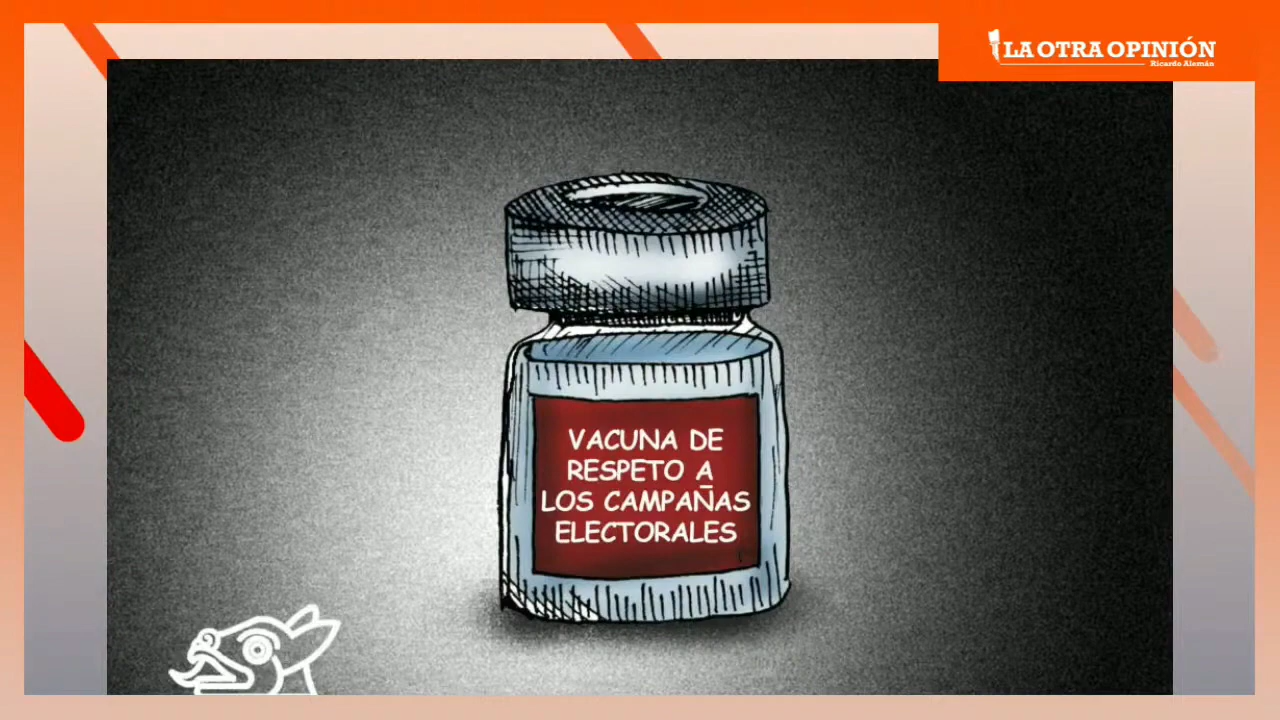 LA OTRA OPINIÓN
Ricardo Alemán
VACUNA DE
RESPETO A
LOS CAMPAÑAS
ELECTORALES